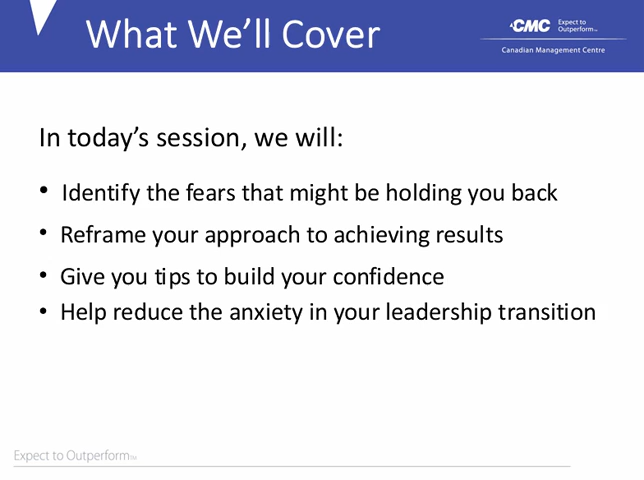 What We'll Cover
CMC
Expect to
Outperform™
Canadian Management Centre
In today's session, we will:
• Identify the fears that might be holding you back
• Reframe your approach to achieving results
• Give you tips to build your confidence
• Help reduce the anxiety in your leadership transition
Expect to Outperform™